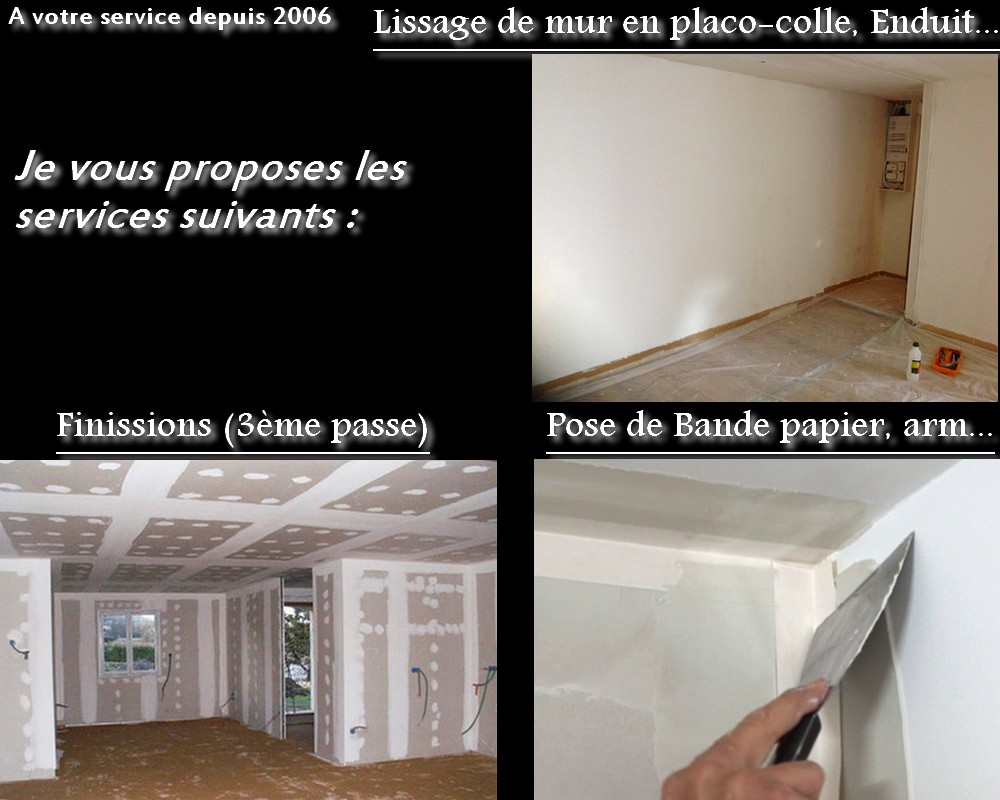 A votre service depuis 2006
Lissage de mur en placo-colle, Enduit...
Je vous proposes les
services suivants :
Finissions (3ème passe)
Pose de Bande papier, arm...